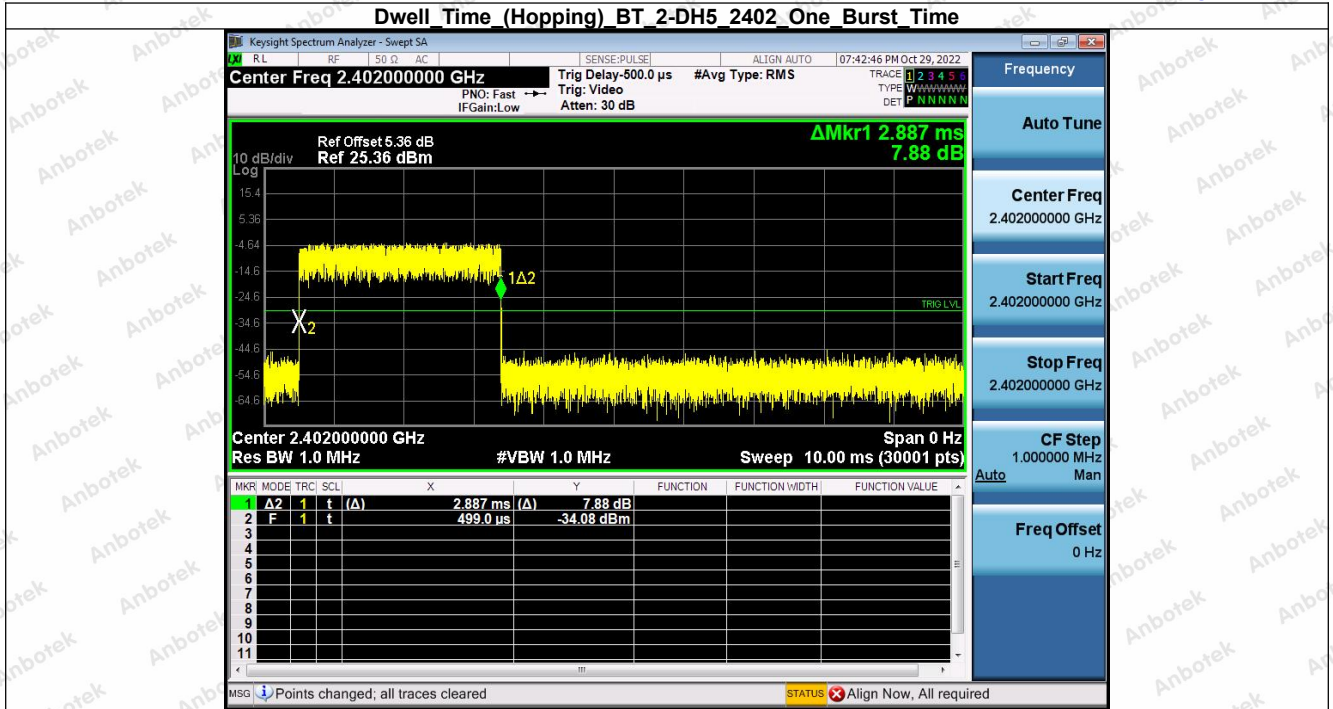 Dwell_Time_(Hopping)_BT_2-DH5_2402_One_Burst_Time
Keysight Spectrum Analyzer - Swept SA
LXI RL RF 50 Ω AC SENSE:PULSE ALIGN AUTO 07:42:46 PM Oct 29, 2022
Center Freq 2.402000000 GHz Trig Delay-500.0 µs #Avg Type: RMS TRACE 1 2 3 4 5 6
PNO: Fast Trig: Video TYPE WWWWWW
IFGain:Low Atten: 30 dB DET P N N N N N
ΔMkr1 2.887 ms
7.88 dB
Ref Offset 5.36 dB
10 dB/div Ref 25.36 dBm
Log
15.4
5.36
-4.64
-14.6
1Δ2
-24.6
TRIG LVL
-34.6
2
-44.6
-54.6
-64.6
Center 2.402000000 GHz Span 0 Hz
Res BW 1.0 MHz #VBW 1.0 MHz Sweep 10.00 ms (30001 pts)
MKR MODE TRC SCL X Y FUNCTION FUNCTION WIDTH FUNCTION VALUE
1 Δ2 1 t (Δ) 2.887 ms (Δ) 7.88 dB
2 F 1 t 499.0 µs -34.08 dBm
3
4
5
6
7
8
9
10
11
MSG Points changed; all traces cleared STATUS Align Now, All required
Frequency
Auto Tune
Center Freq
2.402000000 GHz
Start Freq
2.402000000 GHz
Stop Freq
2.402000000 GHz
CF Step
1.000000 MHz
Auto Man
Freq Offset
0 Hz
Anbotek